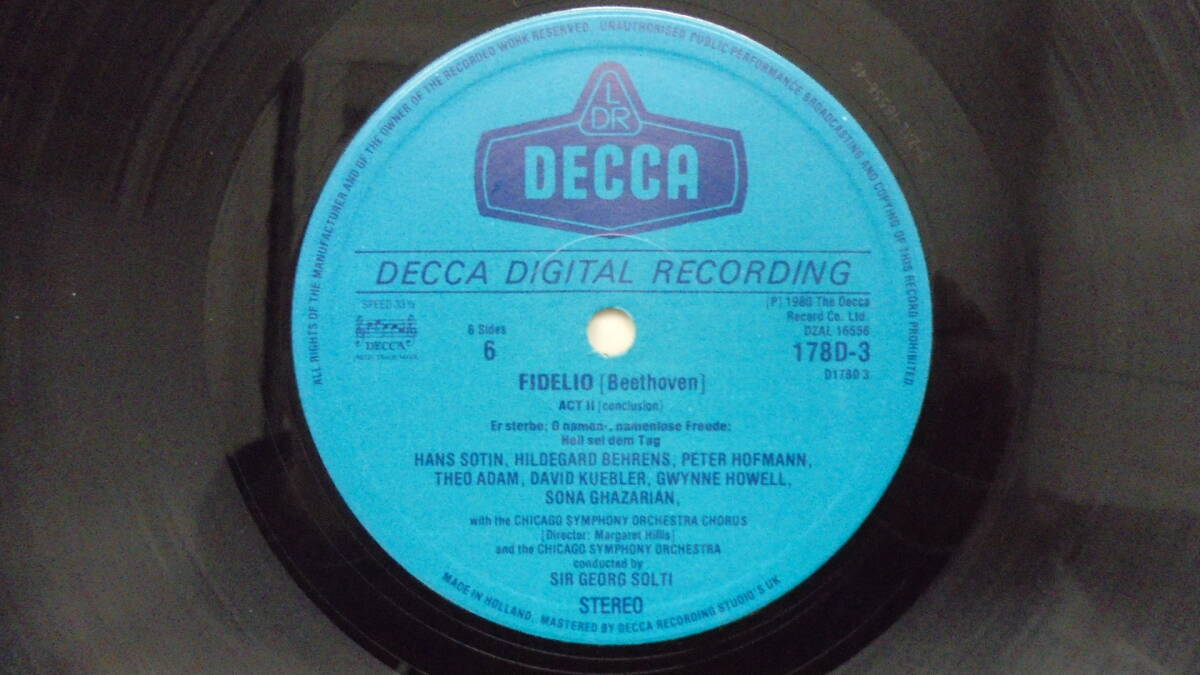 ALL RIGHTS OF THE MANUFACTURER AND OF THE OWNER OF THE RECORDED WORK RESERVED. UNAUTHORISED PUBLIC PERFORMANCE BROADCASTING AND COPYING OF THIS RECORD PROHIBITED.
L
DR
DECCA
DECCA DIGITAL RECORDING
SPEED 33⅓
[P] 1980 The Decca
Record Co. Ltd.
DECCA
6 Sides
6
DZAL 16556
178D-3
D178D 3
FIDELIO [Beethoven]
ACT II [conclusion]
Er sterbe; O namen-, namenlose Freude;
Heil sei dem Tag
HANS SOTIN, HILDEGARD BEHRENS, PETER HOFMANN,
THEO ADAM, DAVID KUEBLER, GWYNNE HOWELL,
SONA GHAZARIAN,
with the CHICAGO SYMPHONY ORCHESTRA CHORUS
[Director: Margaret Hillis]
and the CHICAGO SYMPHONY ORCHESTRA
conducted by
SIR GEORG SOLTI
STEREO
MADE IN HOLLAND. MASTERED BY DECCA RECORDING STUDIO'S UK